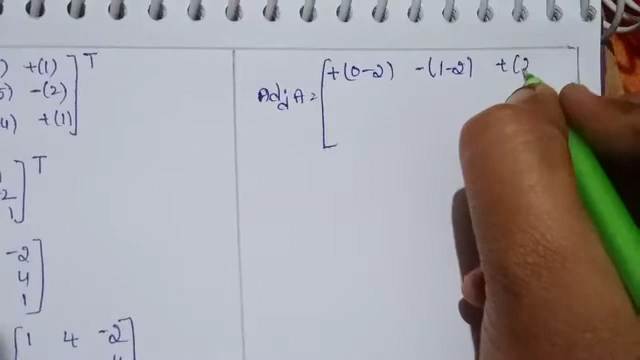 ) +(1) ] T
5) -(2)
4) +(1)
] T
-2
1
-2
4
1
[1 4 -2]
Adj A = [ +(0-2) -(1-2) +(2